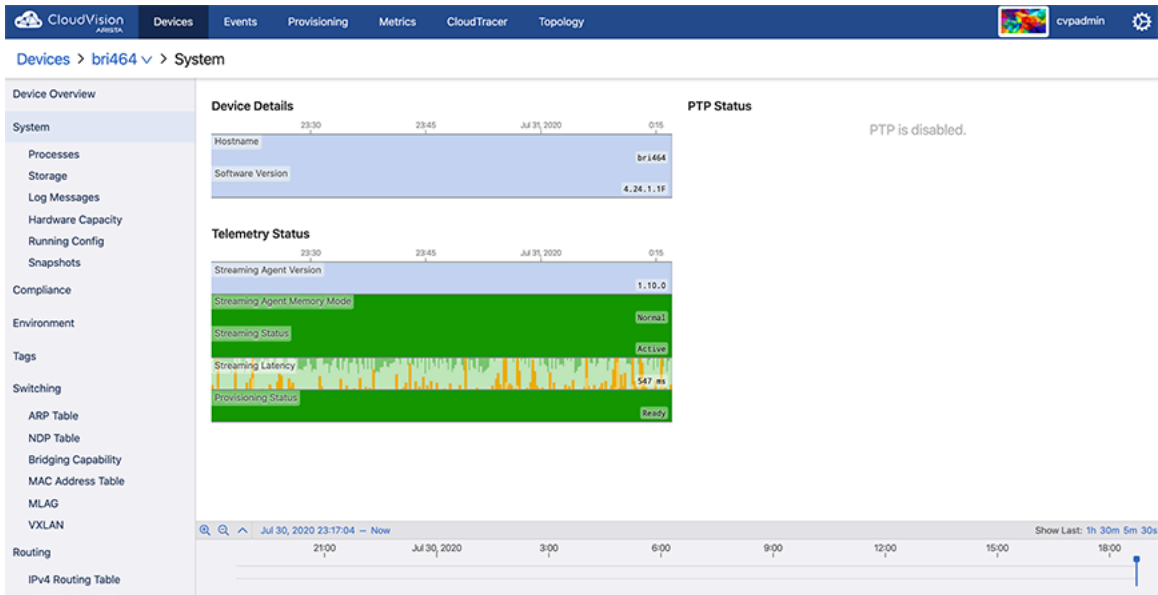 CloudVision
ARISTA
Devices Events Provisioning Metrics CloudTracer Topology
cvpadmin
Devices > bri464 > System
Device Overview
System
Processes
Storage
Log Messages
Hardware Capacity
Running Config
Snapshots
Compliance
Environment
Tags
Switching
ARP Table
NDP Table
Bridging Capability
MAC Address Table
MLAG
VXLAN
Routing
IPv4 Routing Table
Device Details
23:30 23:45 Jul 31, 2020 0:15
Hostname
bri464
Software Version
4.24.1.1F
Telemetry Status
23:30 23:45 Jul 31, 2020 0:15
Streaming Agent Version
1.10.0
Streaming Agent Memory Mode
Normal
Streaming Status
Active
Streaming Latency
547 ms
Provisioning Status
Ready
PTP Status
PTP is disabled.
Jul 30, 2020 23:17:04 – Now
Show Last: 1h 30m 5m 30s
21:00 Jul 30, 2020 3:00 6:00 9:00 12:00 15:00 18:00